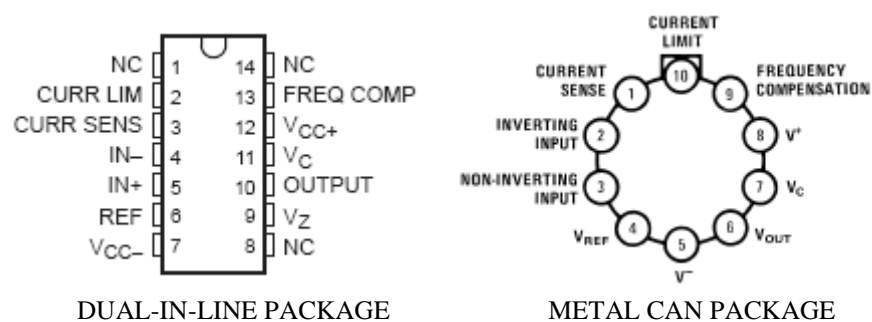 NC 1 14 NC
CURR LIM 2 13 FREQ COMP
CURR SENS 3 12 VCC+
IN– 4 11 VC
IN+ 5 10 OUTPUT
REF 6 9 VZ
VCC– 7 8 NC
DUAL-IN-LINE PACKAGE
CURRENT
LIMIT
10
CURRENT
SENSE
1
FREQUENCY
COMPENSATION
9
INVERTING
INPUT
2
8 V+
NON-INVERTING
INPUT
3
7 VC
VREF 4
6 VOUT
5
V–
METAL CAN PACKAGE